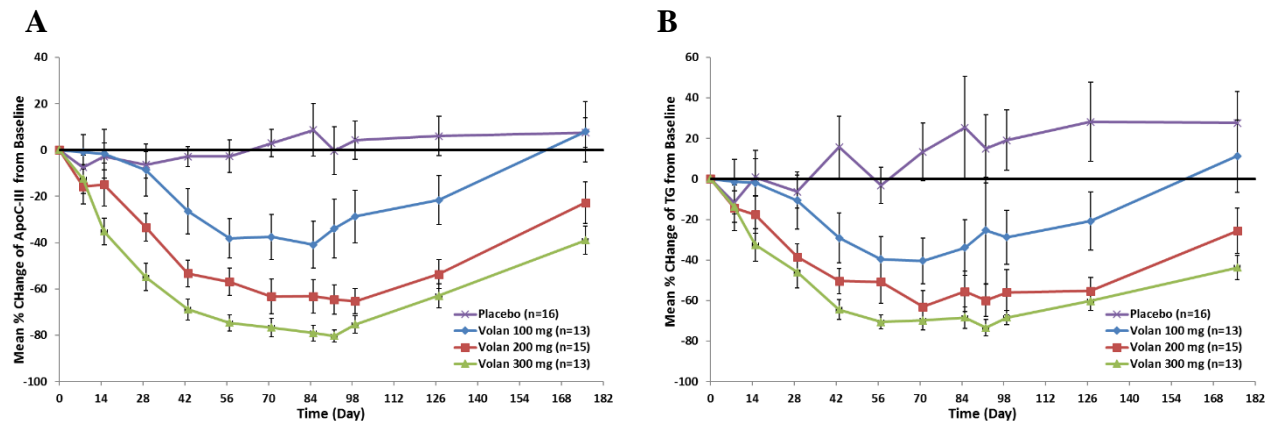 A
Mean % CHange of ApoC-III from Baseline
40
20
0
-20
-40
-60
-80
-100
Placebo (n=16)
Volan 100 mg (n=13)
Volan 200 mg (n=15)
Volan 300 mg (n=13)
0 14 28 42 56 70 84 98 112 126 140 154 168 182
Time (Day)
B
Mean % CHange of TG from Baseline
60
40
20
0
-20
-40
-60
-80
-100
Placebo (n=16)
Volan 100 mg (n=13)
Volan 200 mg (n=15)
Volan 300 mg (n=13)
0 14 28 42 56 70 84 98 112 126 140 154 168 182
Time (Day)